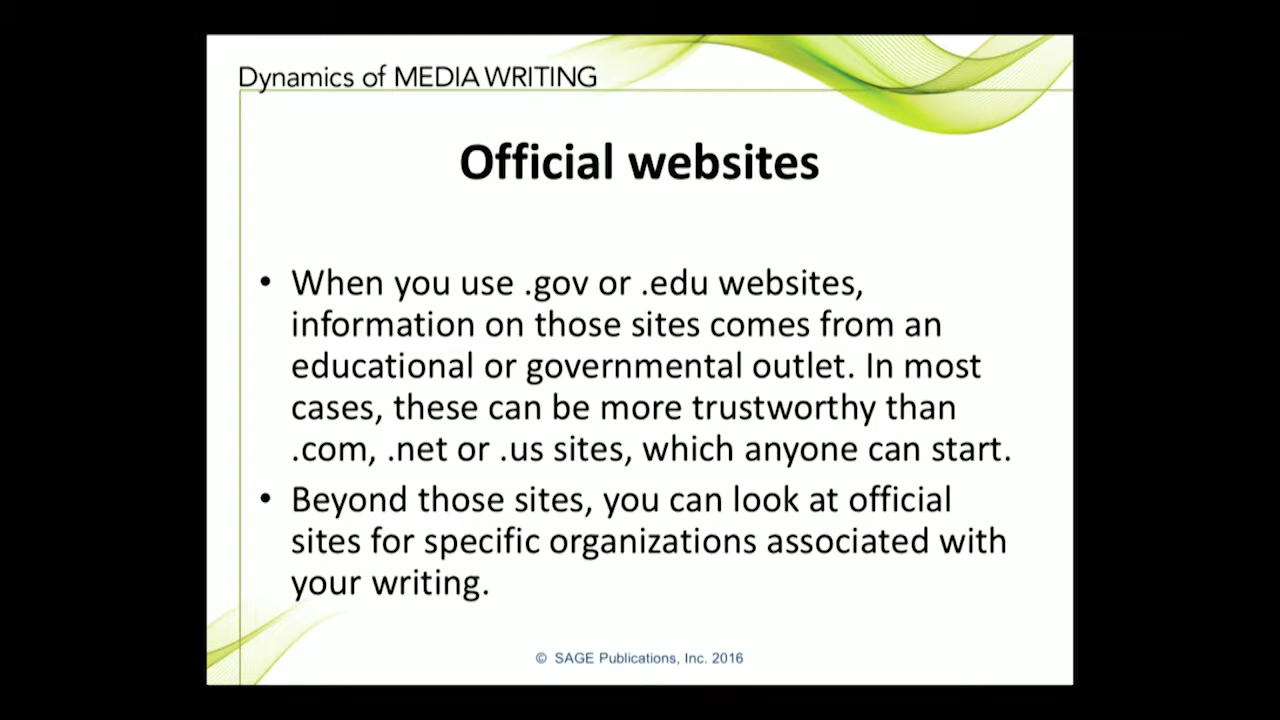 Dynamics of MEDIA WRITING
Official websites
• When you use .gov or .edu websites,
information on those sites comes from an
educational or governmental outlet. In most
cases, these can be more trustworthy than
.com, .net or .us sites, which anyone can start.
• Beyond those sites, you can look at official
sites for specific organizations associated with
your writing.
© SAGE Publications, Inc. 2016